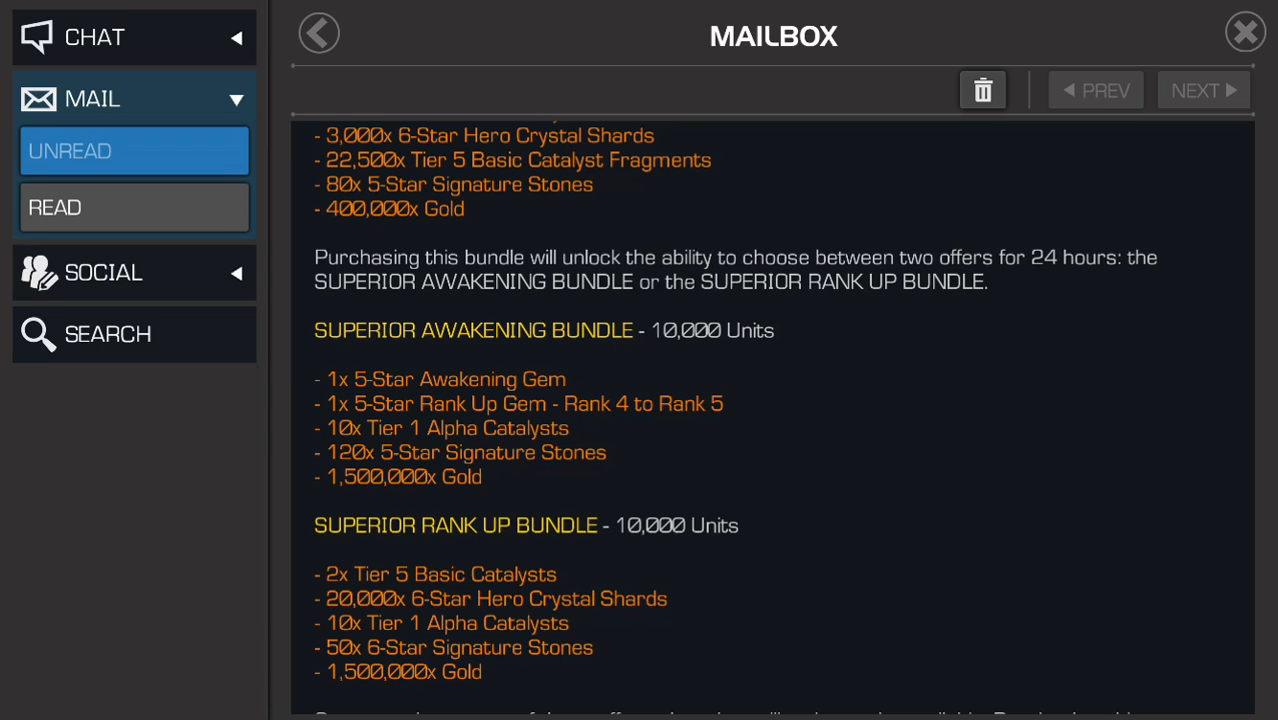 CHAT
MAILBOX
MAIL
PREV
NEXT
UNREAD
READ
SOCIAL
SEARCH
- 3,000x 6-Star Hero Crystal Shards
- 22,500x Tier 5 Basic Catalyst Fragments
- 80x 5-Star Signature Stones
- 400,000x Gold
Purchasing this bundle will unlock the ability to choose between two offers for 24 hours: the
SUPERIOR AWAKENING BUNDLE or the SUPERIOR RANK UP BUNDLE.
SUPERIOR AWAKENING BUNDLE - 10,000 Units
- 1x 5-Star Awakening Gem
- 1x 5-Star Rank Up Gem - Rank 4 to Rank 5
- 10x Tier 1 Alpha Catalysts
- 120x 5-Star Signature Stones
- 1,500,000x Gold
SUPERIOR RANK UP BUNDLE - 10,000 Units
- 2x Tier 5 Basic Catalysts
- 20,000x 6-Star Hero Crystal Shards
- 10x Tier 1 Alpha Catalysts
- 50x 6-Star Signature Stones
- 1,500,000x Gold